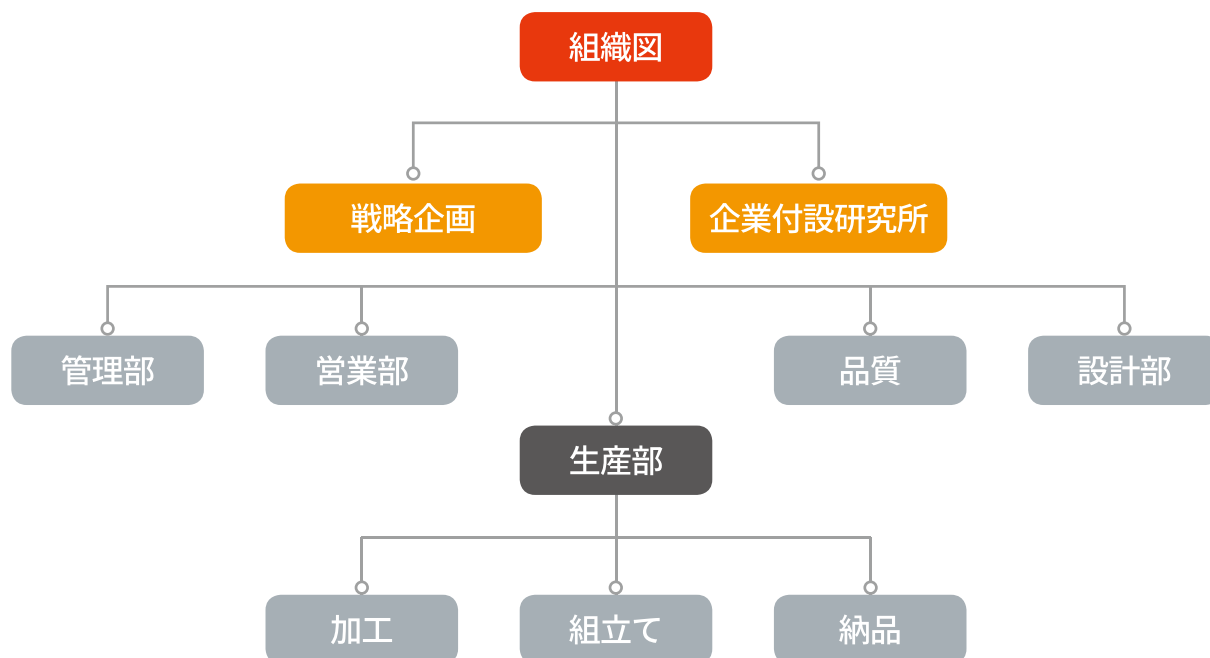 組織図
戦略企画
企業付設研究所
管理部
営業部
品質
設計部
生産部
加工
組立て
納品